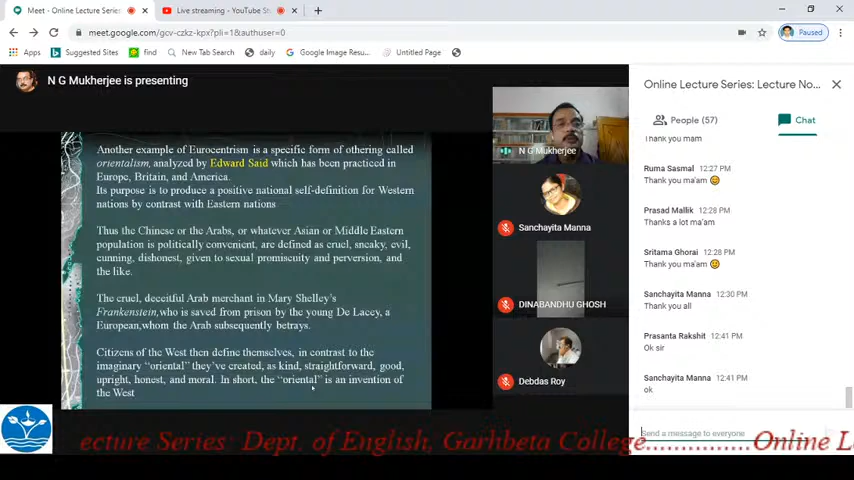 Meet - Online Lecture Series
Live streaming - YouTube
meet.google.com/gcv-czkz-kpx?pli=1&authuser=0
Paused
Apps
Suggested Sites
find
New Tab Search
daily
Google Image Resu...
Untitled Page
N G Mukherjee is presenting
Another example of Eurocentrism is a specific form of othering called
orientalism, analyzed by Edward Said which has been practiced in
Europe, Britain, and America.
Its purpose is to produce a positive national self-definition for Western
nations by contrast with Eastern nations
Thus the Chinese or the Arabs, or whatever Asian or Middle Eastern
population is politically convenient, are defined as cruel, sneaky, evil,
cunning, dishonest, given to sexual promiscuity and perversion, and
the like.
The cruel, deceitful Arab merchant in Mary Shelley's
Frankenstein, who is saved from prison by the young De Lacey, a
European,whom the Arab subsequently betrays.
Citizens of the West then define themselves, in contrast to the
imaginary "oriental" they've created, as kind, straightforward, good,
upright, honest, and moral. In short, the "oriental" is an invention of
the West
N G Mukherjee
Sanchayita Manna
DINABANDHU GHOSH
Debdas Roy
Online Lecture Series: Lecture No...
People (57)
Chat
Thank you mam
Ruma Sasmal 12:27 PM
Thank you ma'am
Prasad Mallik 12:28 PM
Thanks a lot ma'am
Sritama Ghorai 12:28 PM
Thank you ma'am
Sanchayita Manna 12:30 PM
Thank you all
Prasanta Rakshit 12:41 PM
Ok sir
Sanchayita Manna 12:41 PM
ok
Send a message to everyone
ecture Series: Dept. of English, Garhbeta College...............Online L